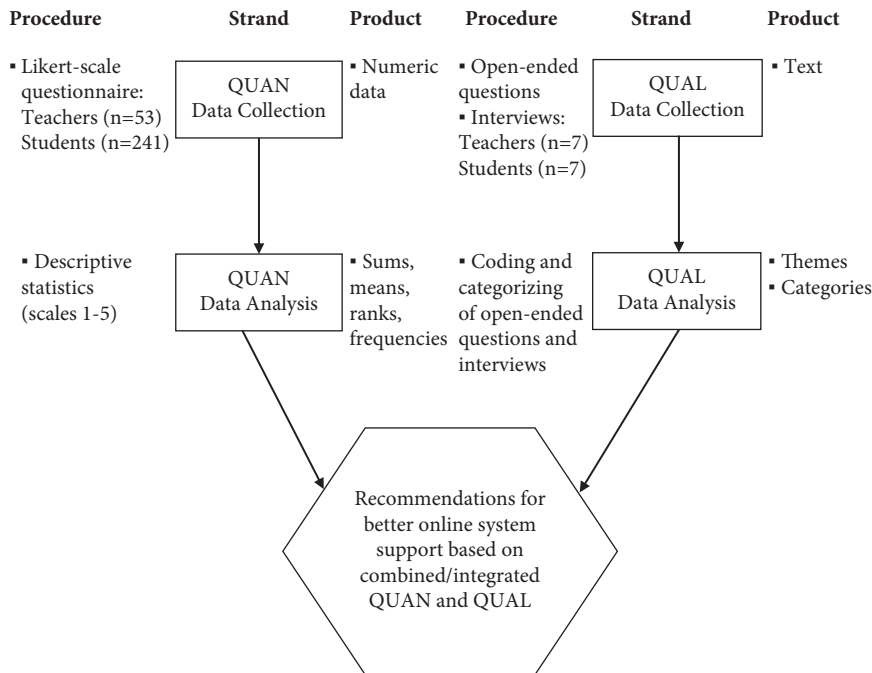 Procedure Strand Product Procedure Strand Product
▪ Likert-scale
questionnaire:
Teachers (n=53)
Students (n=241)
QUAN
Data Collection
▪ Numeric
data
▪ Open-ended
questions
▪ Interviews:
Teachers (n=7)
Students (n=7)
QUAL
Data Collection
▪ Text
▪ Descriptive
statistics
(scales 1-5)
QUAN
Data Analysis
▪ Sums,
means,
ranks,
frequencies
▪ Coding and
categorizing
of open-ended
questions and
interviews
QUAL
Data Analysis
▪ Themes
▪ Categories
Recommendations for
better online system
support based on
combined/integrated
QUAN and QUAL